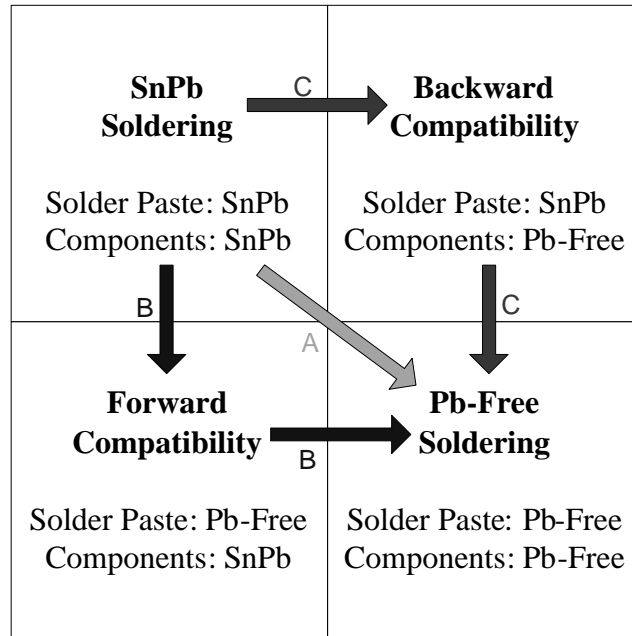 SnPb
Soldering
C
Backward
Compatibility
Solder Paste: SnPb
Components: SnPb
Solder Paste: SnPb
Components: Pb-Free
B
A
C
Forward
Compatibility
B
Pb-Free
Soldering
Solder Paste: Pb-Free
Components: SnPb
Solder Paste: Pb-Free
Components: Pb-Free